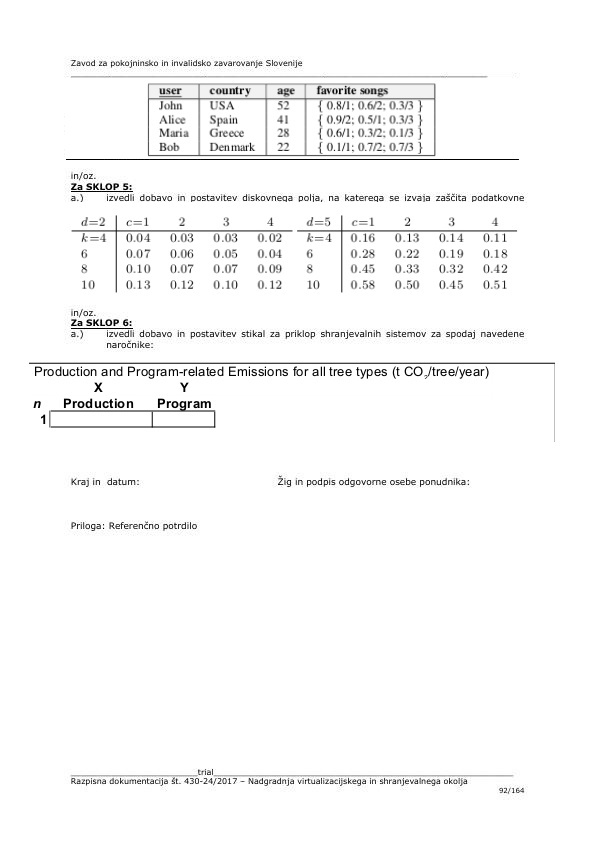 Zavod za pokojninsko in invalidsko zavarovanje Slovenije
user country age favorite songs
John USA 52 { 0.8/1; 0.6/2; 0.3/3 }
Alice Spain 41 { 0.9/2; 0.5/1; 0.3/3 }
Maria Greece 28 { 0.6/1; 0.3/2; 0.1/3 }
Bob Denmark 22 { 0.1/1; 0.7/2; 0.7/3 }
in/oz.
Za SKLOP 5:
a.) izvedli dobavo in postavitev diskovnega polja, na katerega se izvaja zaščita podatkovne
d=2 c=1 2 3 4 d=5 c=1 2 3 4
k=4 0.04 0.03 0.03 0.02 k=4 0.16 0.13 0.14 0.11
6 0.07 0.06 0.05 0.04 6 0.28 0.22 0.19 0.18
8 0.10 0.07 0.07 0.09 8 0.45 0.33 0.32 0.42
10 0.13 0.12 0.10 0.12 10 0.58 0.50 0.45 0.51
in/oz.
Za SKLOP 6:
a.) izvedli dobavo in postavitev stikal za priklop shranjevalnih sistemov za spodaj navedene
naročnike:
Production and Program-related Emissions for all tree types (t CO2/tree/year)
X Y
n Production Program
1
Kraj in datum: Žig in podpis odgovorne osebe ponudnika:
Priloga: Referenčno potrdilo
trial
Razpisna dokumentacija št. 430-24/2017 – Nadgradnja virtualizacijskega in shranjevalnega okolja
92/164